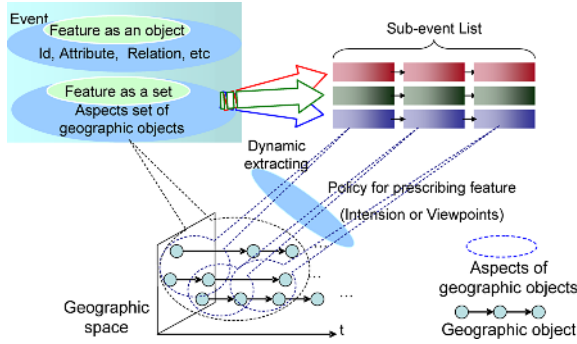 Event
Feature as an object
Id, Attribute, Relation, etc
Feature as a set
Aspects set of
geographic objects
Sub-event List
Dynamic
extracting
Policy for prescribing feature
(Intension or Viewpoints)
Geographic
space
t
...
...
Aspects of
geographic objects
Geographic object